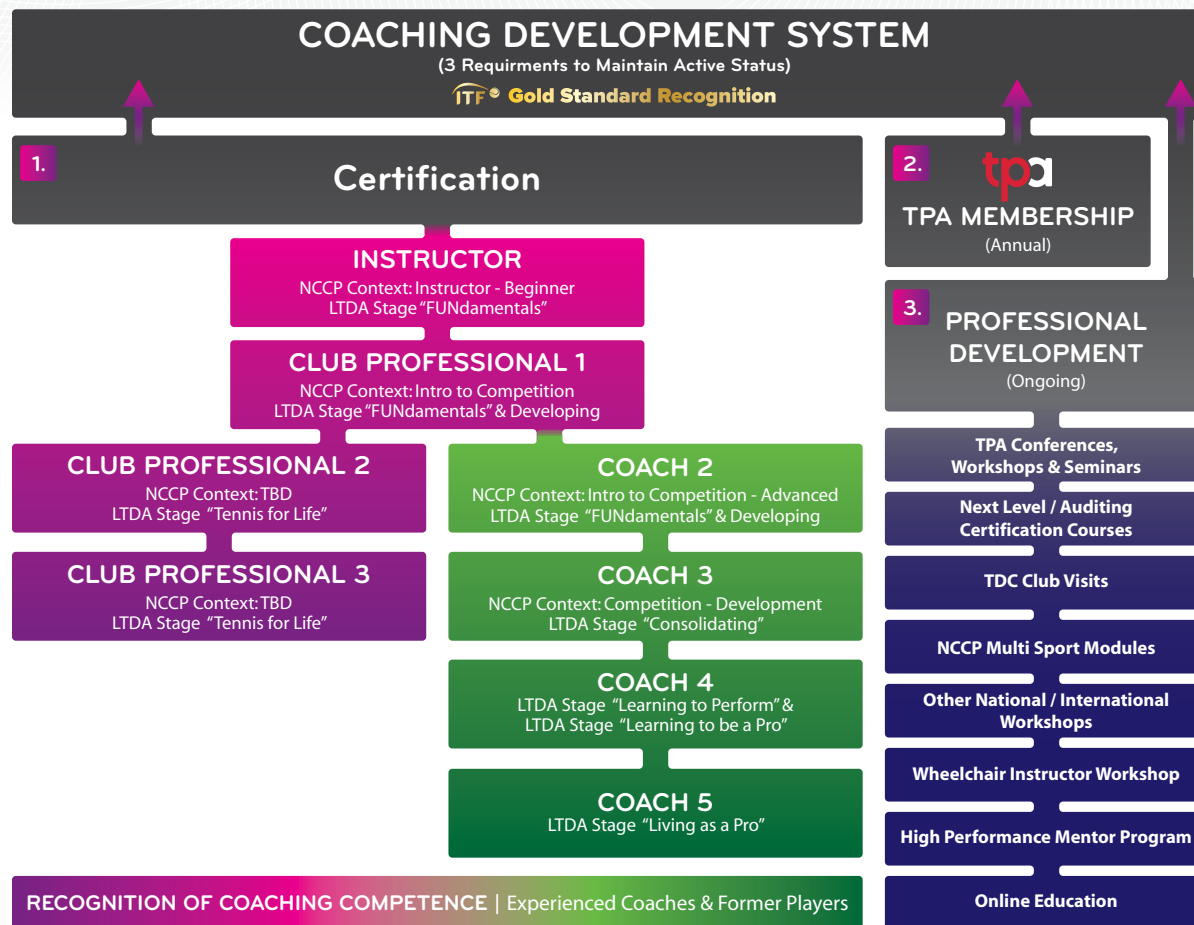 COACHING DEVELOPMENT SYSTEM
(3 Requirments to Maintain Active Status)
ITF Gold Standard Recognition
1.
Certification
INSTRUCTOR
NCCP Context: Instructor - Beginner
LTDA Stage “FUNdamentals”
CLUB PROFESSIONAL 1
NCCP Context: Intro to Competition
LTDA Stage “FUNdamentals” & Developing
CLUB PROFESSIONAL 2
NCCP Context: TBD
LTDA Stage “Tennis for Life”
CLUB PROFESSIONAL 3
NCCP Context: TBD
LTDA Stage “Tennis for Life”
COACH 2
NCCP Context: Intro to Competition - Advanced
LTDA Stage “FUNdamentals” & Developing
COACH 3
NCCP Context: Competition - Development
LTDA Stage “Consolidating”
COACH 4
LTDA Stage “Learning to Perform” &
LTDA Stage “Learning to be a Pro”
COACH 5
LTDA Stage “Living as a Pro”
RECOGNITION OF COACHING COMPETENCE | Experienced Coaches & Former Players
2.
tpa
TPA MEMBERSHIP
(Annual)
3.
PROFESSIONAL
DEVELOPMENT
(Ongoing)
TPA Conferences,
Workshops & Seminars
Next Level / Auditing
Certification Courses
TDC Club Visits
NCCP Multi Sport Modules
Other National / International
Workshops
Wheelchair Instructor Workshop
High Performance Mentor Program
Online Education